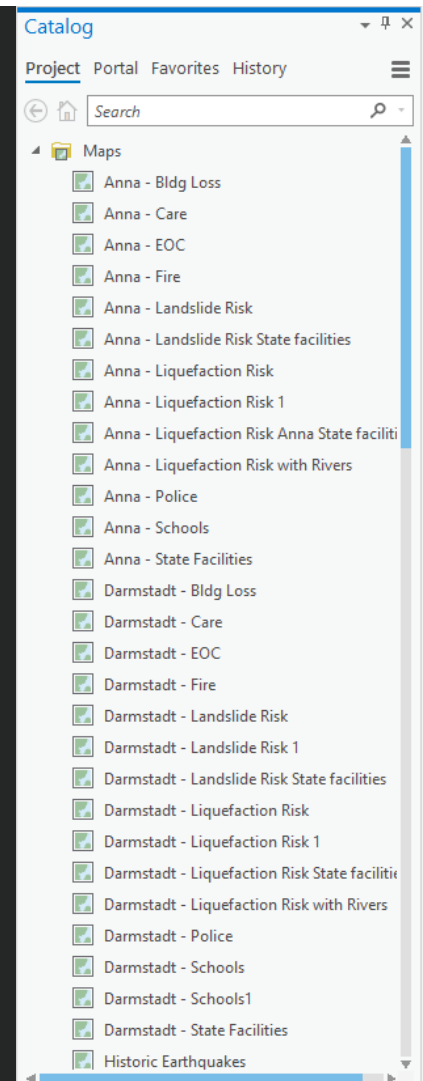 Catalog
Project Portal Favorites History
Search
Maps
Anna - Bldg Loss
Anna - Care
Anna - EOC
Anna - Fire
Anna - Landslide Risk
Anna - Landslide Risk State facilities
Anna - Liquefaction Risk
Anna - Liquefaction Risk 1
Anna - Liquefaction Risk Anna State faciliti
Anna - Liquefaction Risk with Rivers
Anna - Police
Anna - Schools
Anna - State Facilities
Darmstadt - Bldg Loss
Darmstadt - Care
Darmstadt - EOC
Darmstadt - Fire
Darmstadt - Landslide Risk
Darmstadt - Landslide Risk 1
Darmstadt - Landslide Risk State facilities
Darmstadt - Liquefaction Risk
Darmstadt - Liquefaction Risk 1
Darmstadt - Liquefaction Risk State facilitie
Darmstadt - Liquefaction Risk with Rivers
Darmstadt - Police
Darmstadt - Schools
Darmstadt - Schools1
Darmstadt - State Facilities
Historic Earthquakes